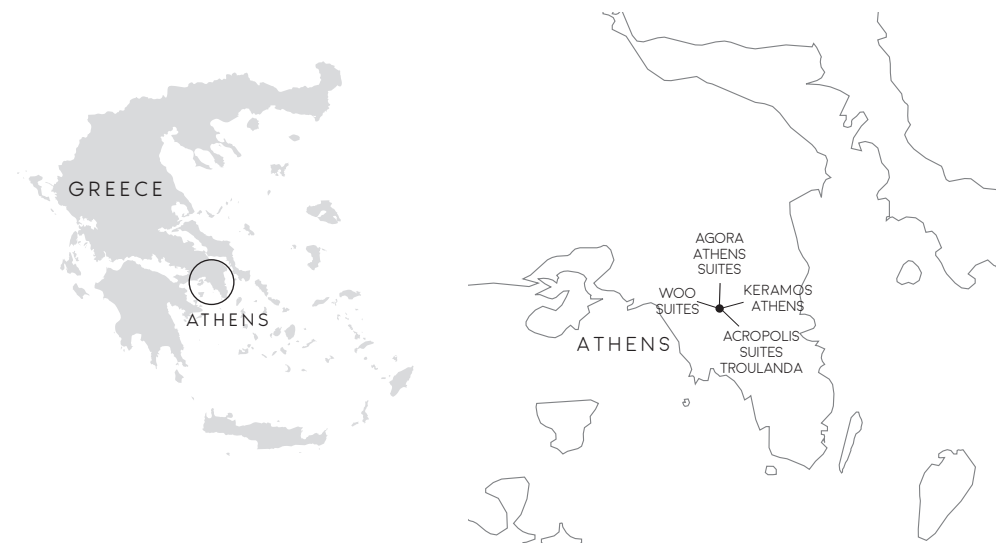 GREECE
ATHENS
AGORA
ATHENS
SUITES
WOO
SUITES
KERAMOS
ATHENS
ACROPOLIS
SUITES
TROULANDA
ATHENS